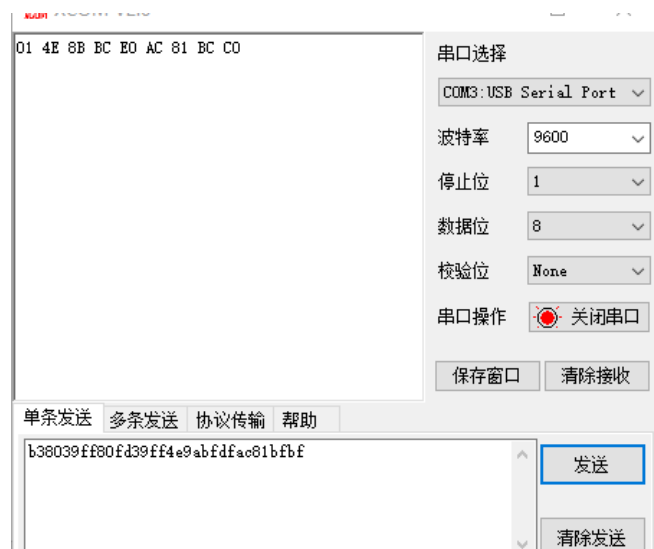 01 4E 8B BC E0 AC 81 BC C0
串口选择
COM3:USB Serial Port
波特率 9600
停止位 1
数据位 8
校验位 None
串口操作 关闭串口
保存窗口 清除接收
单条发送 多条发送 协议传输 帮助
b38039ff80fd39ff4e9abfdfac81bfbf
发送
清除发送